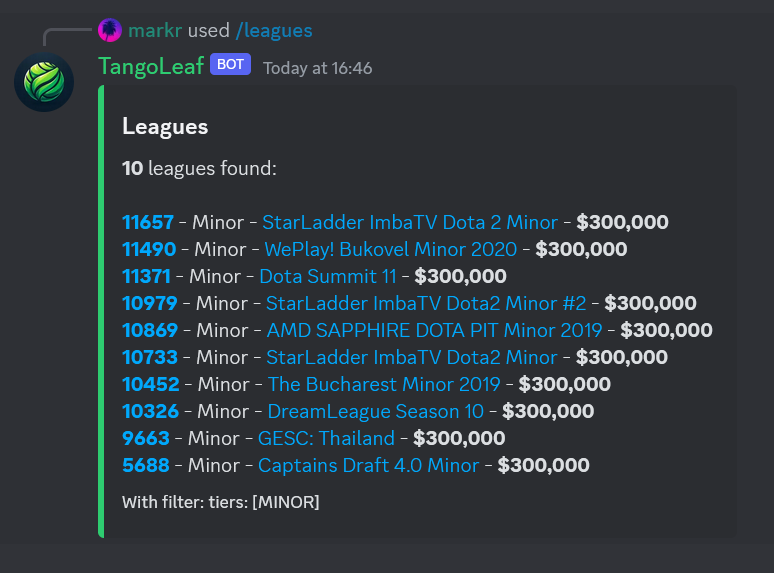 markr used /leagues
TangoLeaf BOT Today at 16:46
Leagues
10 leagues found:
11657 - Minor - StarLadder ImbaTV Dota 2 Minor - $300,000
11490 - Minor - WePlay! Bukovel Minor 2020 - $300,000
11371 - Minor - Dota Summit 11 - $300,000
10979 - Minor - StarLadder ImbaTV Dota2 Minor #2 - $300,000
10869 - Minor - AMD SAPPHIRE DOTA PIT Minor 2019 - $300,000
10733 - Minor - StarLadder ImbaTV Dota2 Minor - $300,000
10452 - Minor - The Bucharest Minor 2019 - $300,000
10326 - Minor - DreamLeague Season 10 - $300,000
9663 - Minor - GESC: Thailand - $300,000
5688 - Minor - Captains Draft 4.0 Minor - $300,000
With filter: tiers: [MINOR]